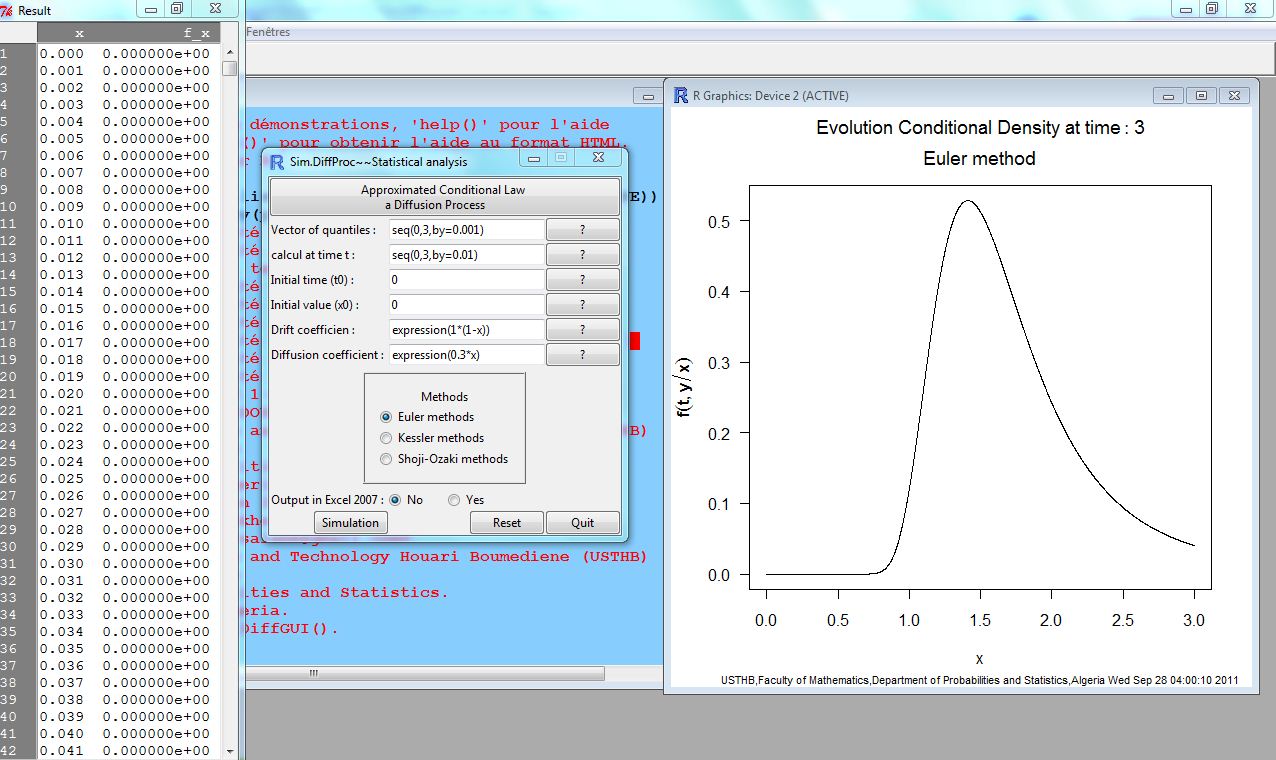 Result
x f_x
1 0.000 0.000000e+00
2 0.001 0.000000e+00
3 0.002 0.000000e+00
4 0.003 0.000000e+00
5 0.004 0.000000e+00
6 0.005 0.000000e+00
7 0.006 0.000000e+00
8 0.007 0.000000e+00
9 0.008 0.000000e+00
10 0.009 0.000000e+00
11 0.010 0.000000e+00
12 0.011 0.000000e+00
13 0.012 0.000000e+00
14 0.013 0.000000e+00
15 0.014 0.000000e+00
16 0.015 0.000000e+00
17 0.016 0.000000e+00
18 0.017 0.000000e+00
19 0.018 0.000000e+00
20 0.019 0.000000e+00
21 0.020 0.000000e+00
22 0.021 0.000000e+00
23 0.022 0.000000e+00
24 0.023 0.000000e+00
25 0.024 0.000000e+00
26 0.025 0.000000e+00
27 0.026 0.000000e+00
28 0.027 0.000000e+00
29 0.028 0.000000e+00
30 0.029 0.000000e+00
31 0.030 0.000000e+00
32 0.031 0.000000e+00
33 0.032 0.000000e+00
34 0.033 0.000000e+00
35 0.034 0.000000e+00
36 0.035 0.000000e+00
37 0.036 0.000000e+00
38 0.037 0.000000e+00
39 0.038 0.000000e+00
40 0.039 0.000000e+00
41 0.040 0.000000e+00
42 0.041 0.000000e+00
Fenêtres
démonstrations, 'help()' pour l'aide
()' pour obtenir l'aide au format HTML.
Sim.DiffProc~~Statistical analysis
Approximated Conditional Law
a Diffusion Process
Vector of quantiles : seq(0,3,by=0.001) ?
calcul at time t : seq(0,3,by=0.01) ?
Initial time (t0) : 0 ?
Initial value (x0) : 0 ?
Drift coefficien : expression(1*(1-x)) ?
Diffusion coefficient : expression(0.3*x) ?
Methods
Euler methods
Kessler methods
Shoji-Ozaki methods
Output in Excel 2007 : No Yes
Simulation Reset Quit
E))
B)
and Technology Houari Boumediene (USTHB)
ities and Statistics.
eria.
DiffGUI().
R Graphics: Device 2 (ACTIVE)
Evolution Conditional Density at time : 3
Euler method
f(t, y / x)
0.5
0.4
0.3
0.2
0.1
0.0
0.0 0.5 1.0 1.5 2.0 2.5 3.0
x
USTHB,Faculty of Mathematics,Department of Probabilities and Statistics,Algeria Wed Sep 28 04:00:10 2011